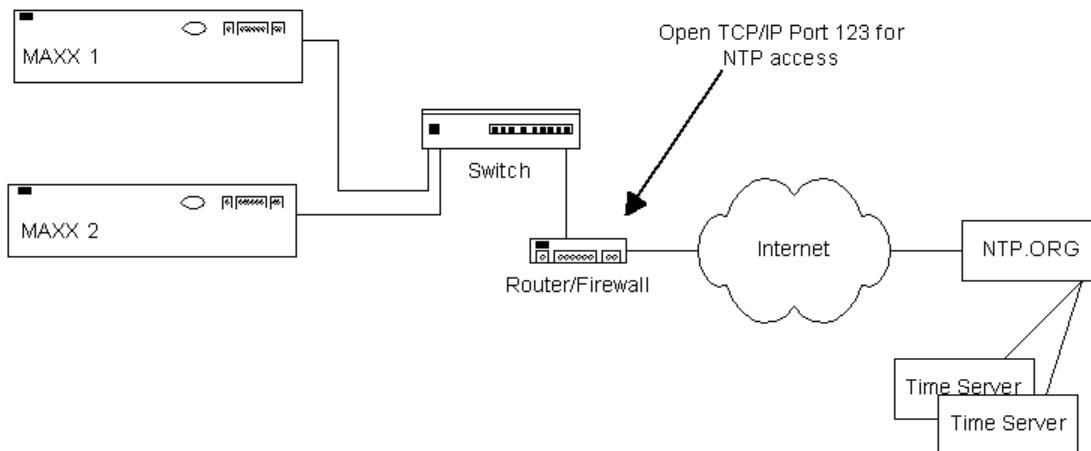 MAXX 1
Open TCP/IP Port 123 for
NTP access
Switch
MAXX 2
Router/Firewall
Internet
NTP.ORG
Time Server
Time Server